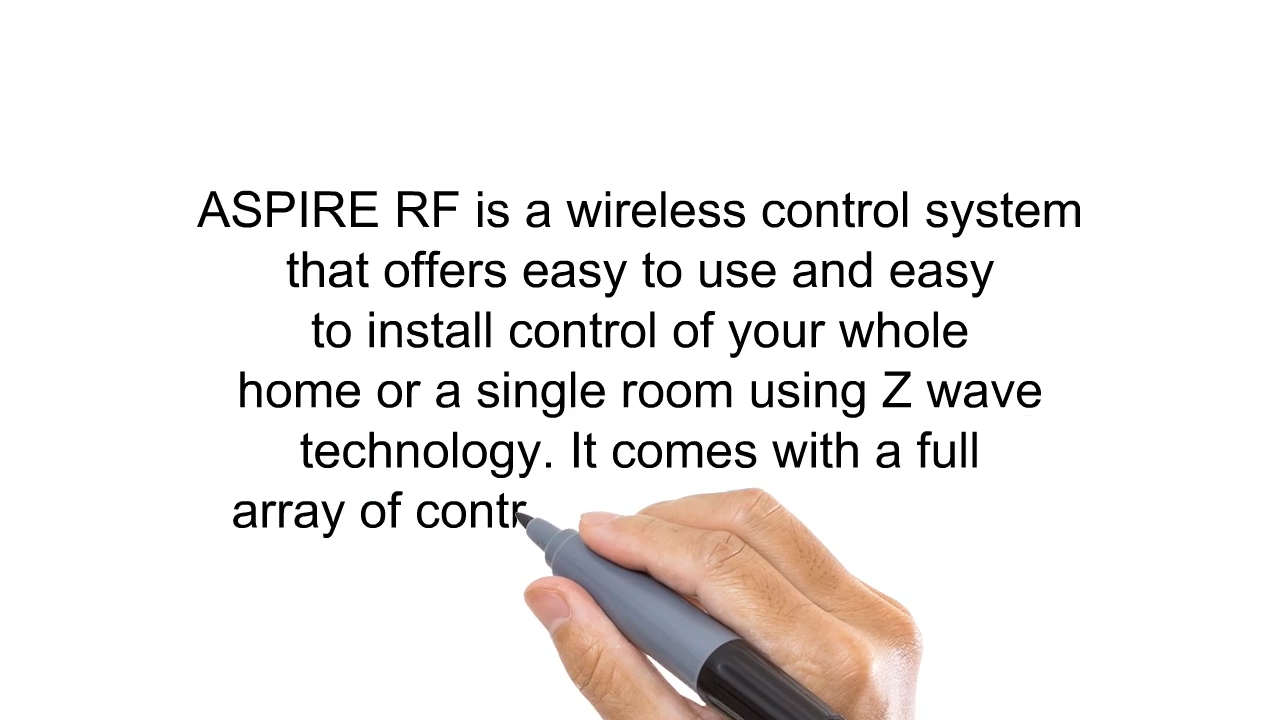 ASPIRE RF is a wireless control system
that offers easy to use and easy
to install control of your whole
home or a single room using Z wave
technology. It comes with a full
array of contr